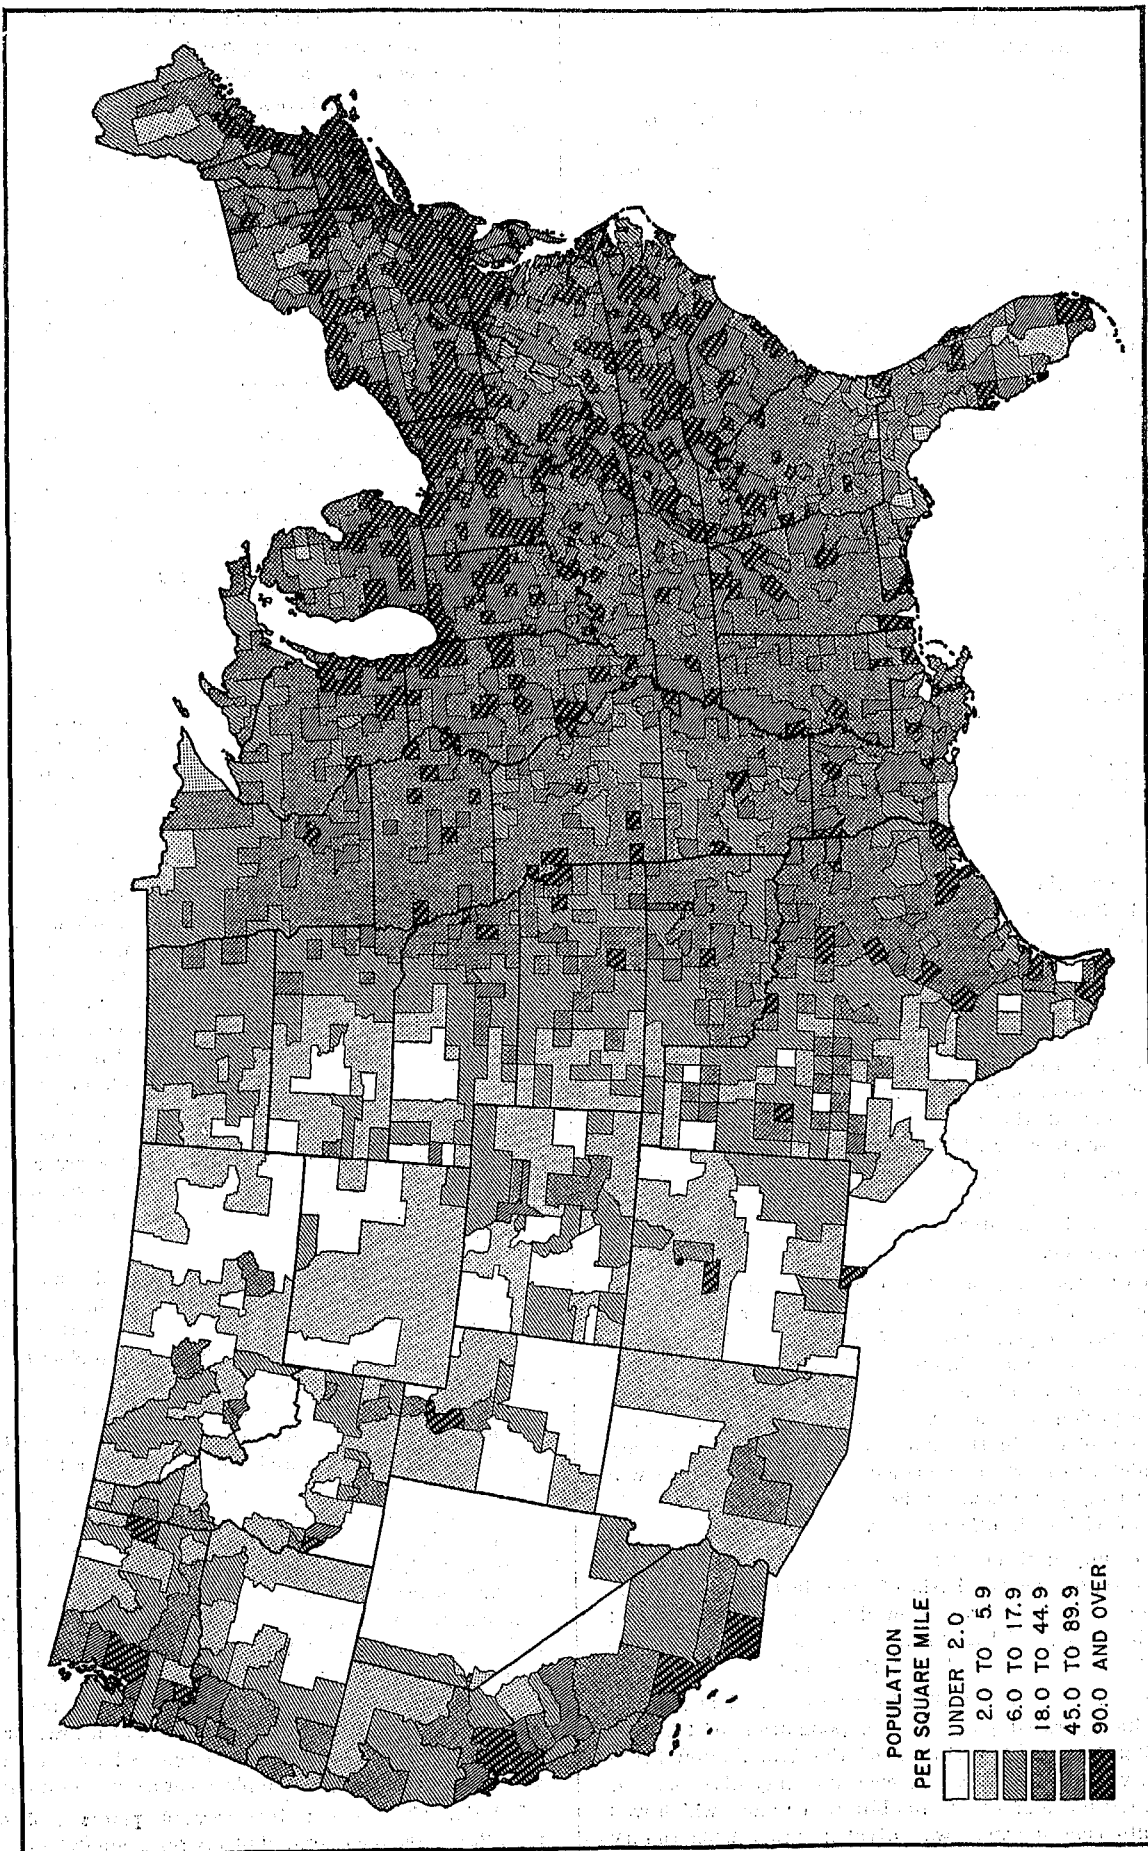 POPULATION
PER SQUARE MILE
UNDER 2.0
2.0 TO 5.9
6.0 TO 17.9
18.0 TO 44.9
45.0 TO 89.9
90.0 AND OVER